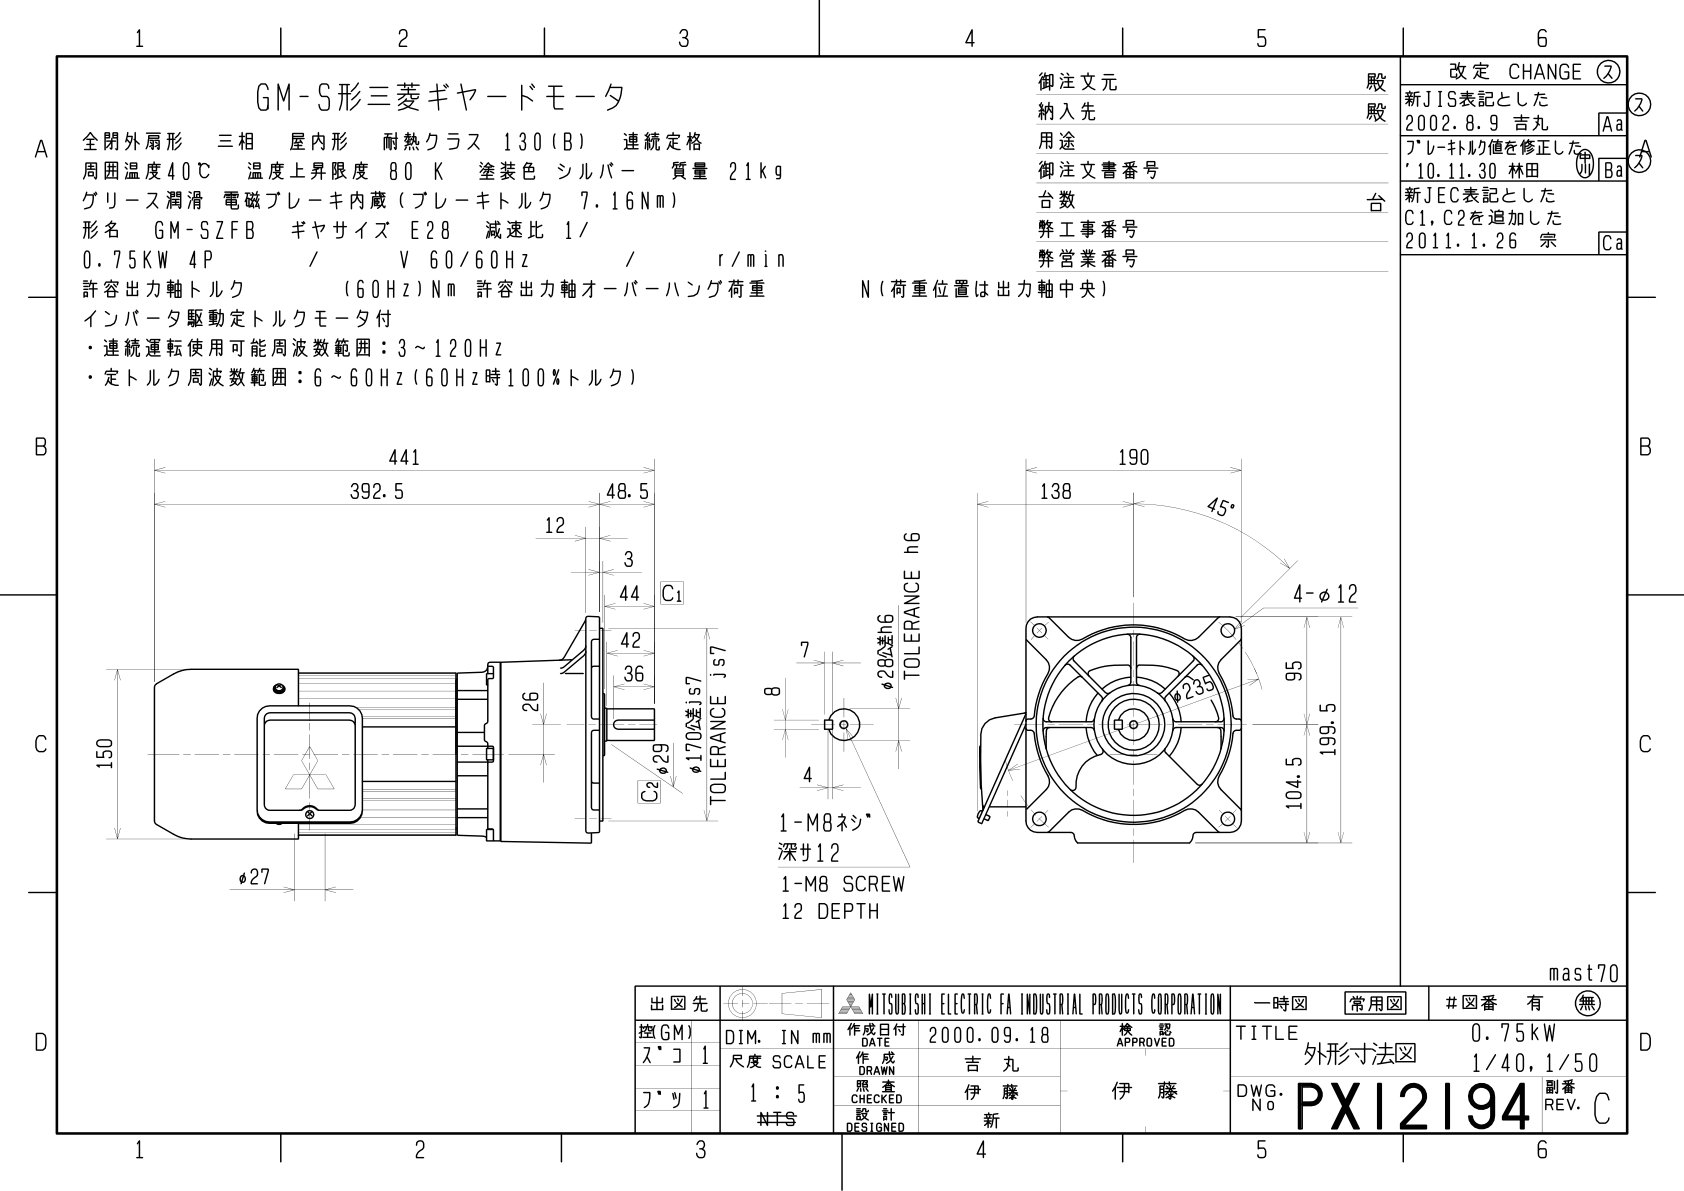 1 2 3 4 5 6
GM-S形三菱ギヤードモータ
全閉外扇形 三相 屋内形 耐熱クラス 130(B) 連続定格
周囲温度40℃ 温度上昇限度 80 K 塗装色 シルバー 質量 21kg
グリース潤滑 電磁ブレーキ内蔵(ブレーキトルク 7.16Nm)
形名 GM-SZFB ギヤサイズ E28 減速比 1/
0.75KW 4P / V 60/60Hz / r/min
許容出力軸トルク (60Hz)Nm 許容出力軸オーバーハング荷重 N(荷重位置は出力軸中央)
インバータ駆動定トルクモータ付
・連続運転使用可能周波数範囲:3~120Hz
・定トルク周波数範囲:6~60Hz(60Hz時100%トルク)
御注文元 殿
納入先 殿
用途
御注文書番号
台数 台
弊工事番号
弊営業番号
改定 CHANGE ス
新JIS表記とした ス
2002.8.9 吉丸 Aa
ブレーキトルク値を修正した 中川 ス
'10.11.30 林田 Ba
新JEC表記とした
C1,C2を追加した
2011.1.26 宗 Ca
A A
B B
C C
D D
441
392.5 48.5
12
3
44 C1
42
36
26
150
φ27
φ29
C2
φ170公差js7
TOLERANCE js7
7
8
4
φ28公差h6
TOLERANCE h6
1-M8ネジ
深サ12
1-M8 SCREW
12 DEPTH
190
138
45°
4-φ12
φ235
95
104.5
199.5
mast70
出図先
控(GM)
ズコ 1
ブツ 1
DIM. IN mm
尺度 SCALE
1 : 5
NTS
MITSUBISHI ELECTRIC FA INDUSTRIAL PRODUCTS CORPORATION
作成日付 DATE 2000.09.18
作成 DRAWN 吉丸
照査 CHECKED 伊藤
設計 DESIGNED 新
検認 APPROVED
伊藤
一時図 常用図 #図番 有 無
TITLE 外形寸法図
0.75kW
1/40,1/50
DWG. No PX12194
副番 REV. C
1 2 3 4 5 6